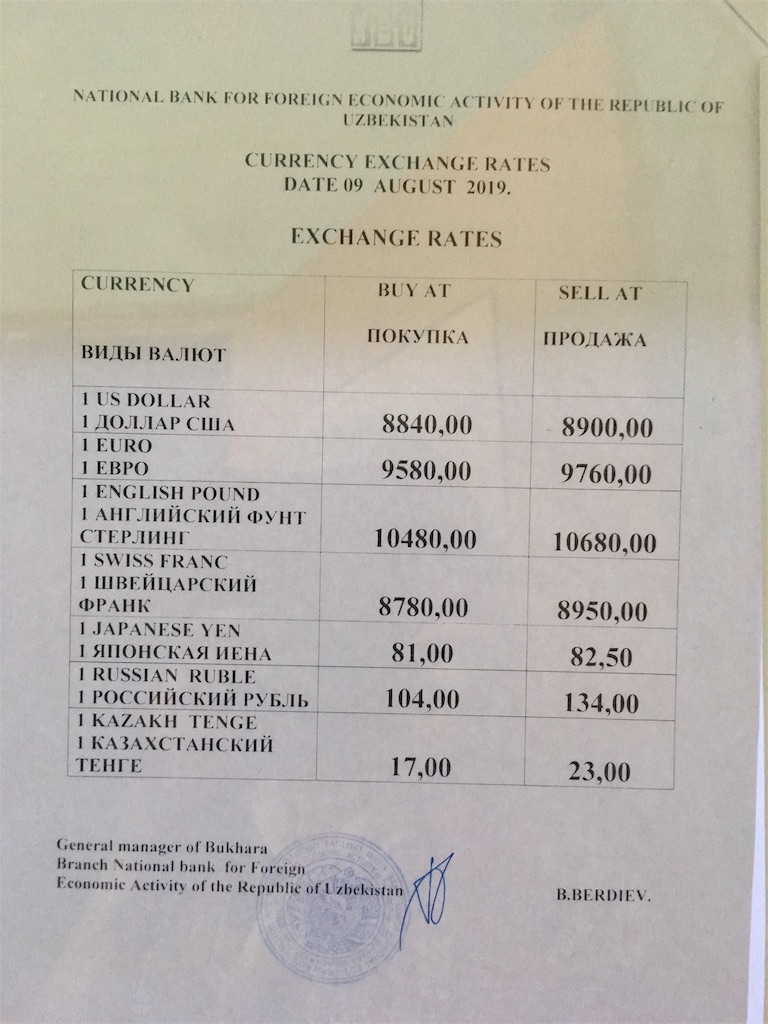 NATIONAL BANK FOR FOREIGN ECONOMIC ACTIVITY OF THE REPUBLIC OF
UZBEKISTAN
CURRENCY EXCHANGE RATES
DATE 09 AUGUST 2019.
EXCHANGE RATES
CURRENCY BUY AT SELL AT
ВИДЫ ВАЛЮТ ПОКУПКА ПРОДАЖА
1 US DOLLAR
1 ДОЛЛАР США 8840,00 8900,00
1 EURO
1 ЕВРО 9580,00 9760,00
1 ENGLISH POUND
1 АНГЛИЙСКИЙ ФУНТ
СТЕРЛИНГ 10480,00 10680,00
1 SWISS FRANC
1 ШВЕЙЦАРСКИЙ
ФРАНК 8780,00 8950,00
1 JAPANESE YEN
1 ЯПОНСКАЯ ИЕНА 81,00 82,50
1 RUSSIAN RUBLE
1 РОССИЙСКИЙ РУБЛЬ 104,00 134,00
1 KAZAKH TENGE
1 КАЗАХСТАНСКИЙ
ТЕНГЕ 17,00 23,00
General manager of Bukhara
Branch National bank for Foreign
Economic Activity of the Republic of Uzbekistan B.BERDIEV.